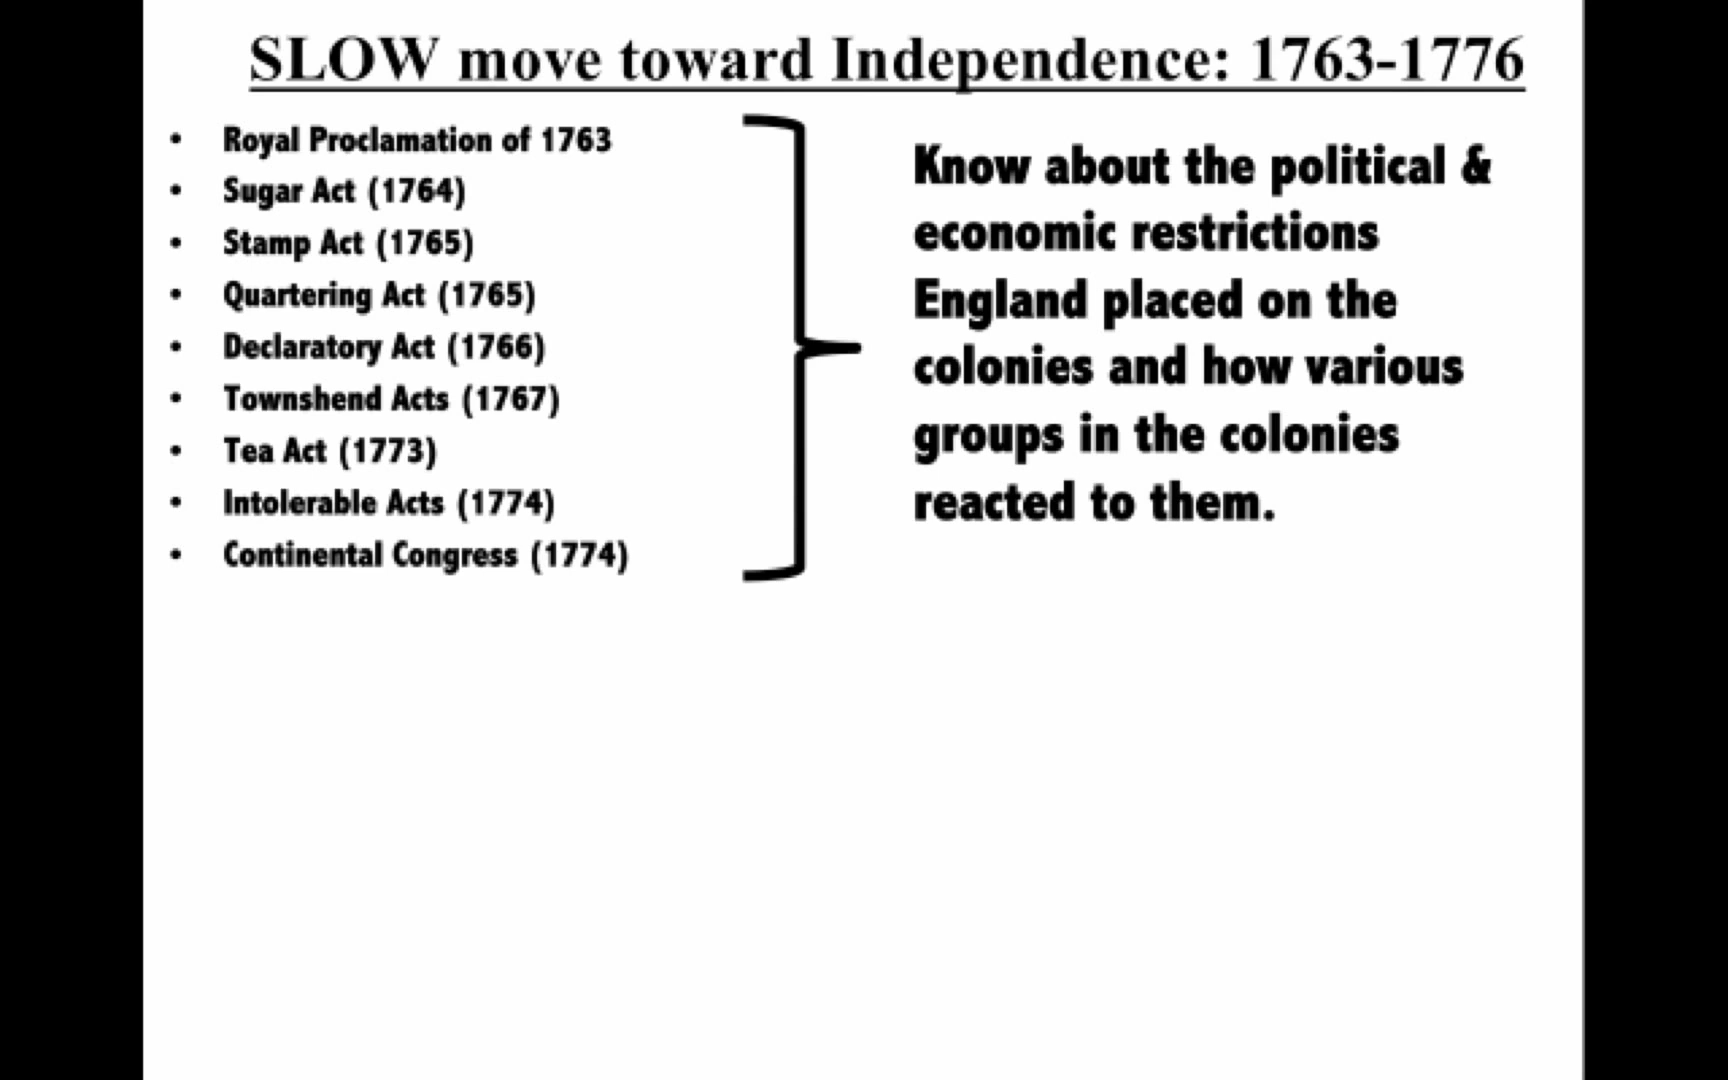 SLOW move toward Independence: 1763-1776
• Royal Proclamation of 1763
• Sugar Act (1764)
• Stamp Act (1765)
• Quartering Act (1765)
• Declaratory Act (1766)
• Townshend Acts (1767)
• Tea Act (1773)
• Intolerable Acts (1774)
• Continental Congress (1774)
Know about the political &
economic restrictions
England placed on the
colonies and how various
groups in the colonies
reacted to them.